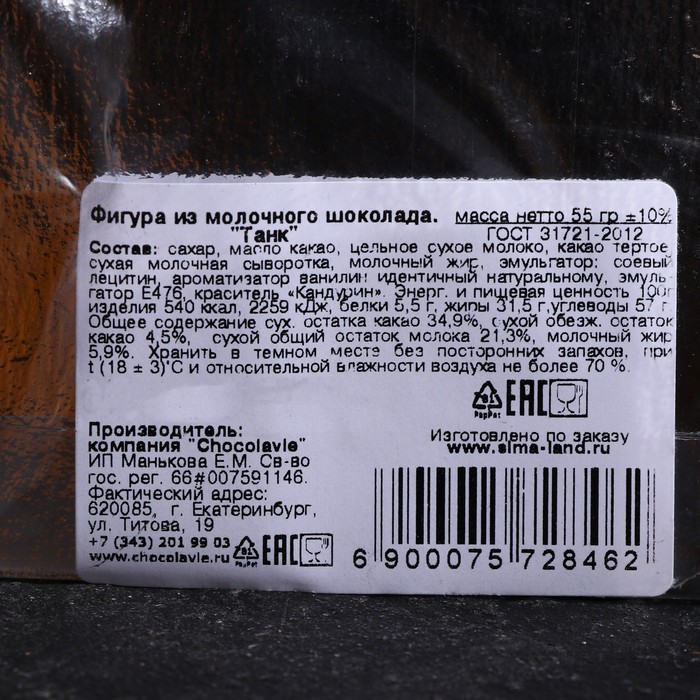 Фигура из молочного шоколада. масса нетто 55 гр ±10%
"Танк" ГОСТ 31721-2012
Состав: сахар, масло какао, цельное сухое молоко, какао тертое
сухая молочная сыворотка, молочный жир, эмульгатор: соевый
лецитин, ароматизатор ванилин идентичный натуральному, эмуль-
гатор Е476, краситель «Кандурин». Энерг. и пищевая ценность 100г
изделия 540 ккал, 2259 кДж, белки 5,5 г, жиры 31,5 г,углеводы 57 г.
Общее содержание сух. остатка какао 34,9%, сухой обезж. остаток
какао 4,5%, сухой общий остаток молока 21,3%, молочный жир
5,9%. Хранить в темном месте без посторонних запахов, при
t (18 ± 3)°С и относительной влажности воздуха не более 70 %.
EAC
Изготовлено по заказу
www.sima-land.ru
Производитель:
компания "Chocolavie"
ИП Манькова Е.М. Св-во
гос. рег. 66#007591146.
Фактический адрес:
620085, г. Екатеринбург,
ул. Титова, 19
+7 (343) 201 99 03
www.chocolavie.ru EAC
6 900075 728462